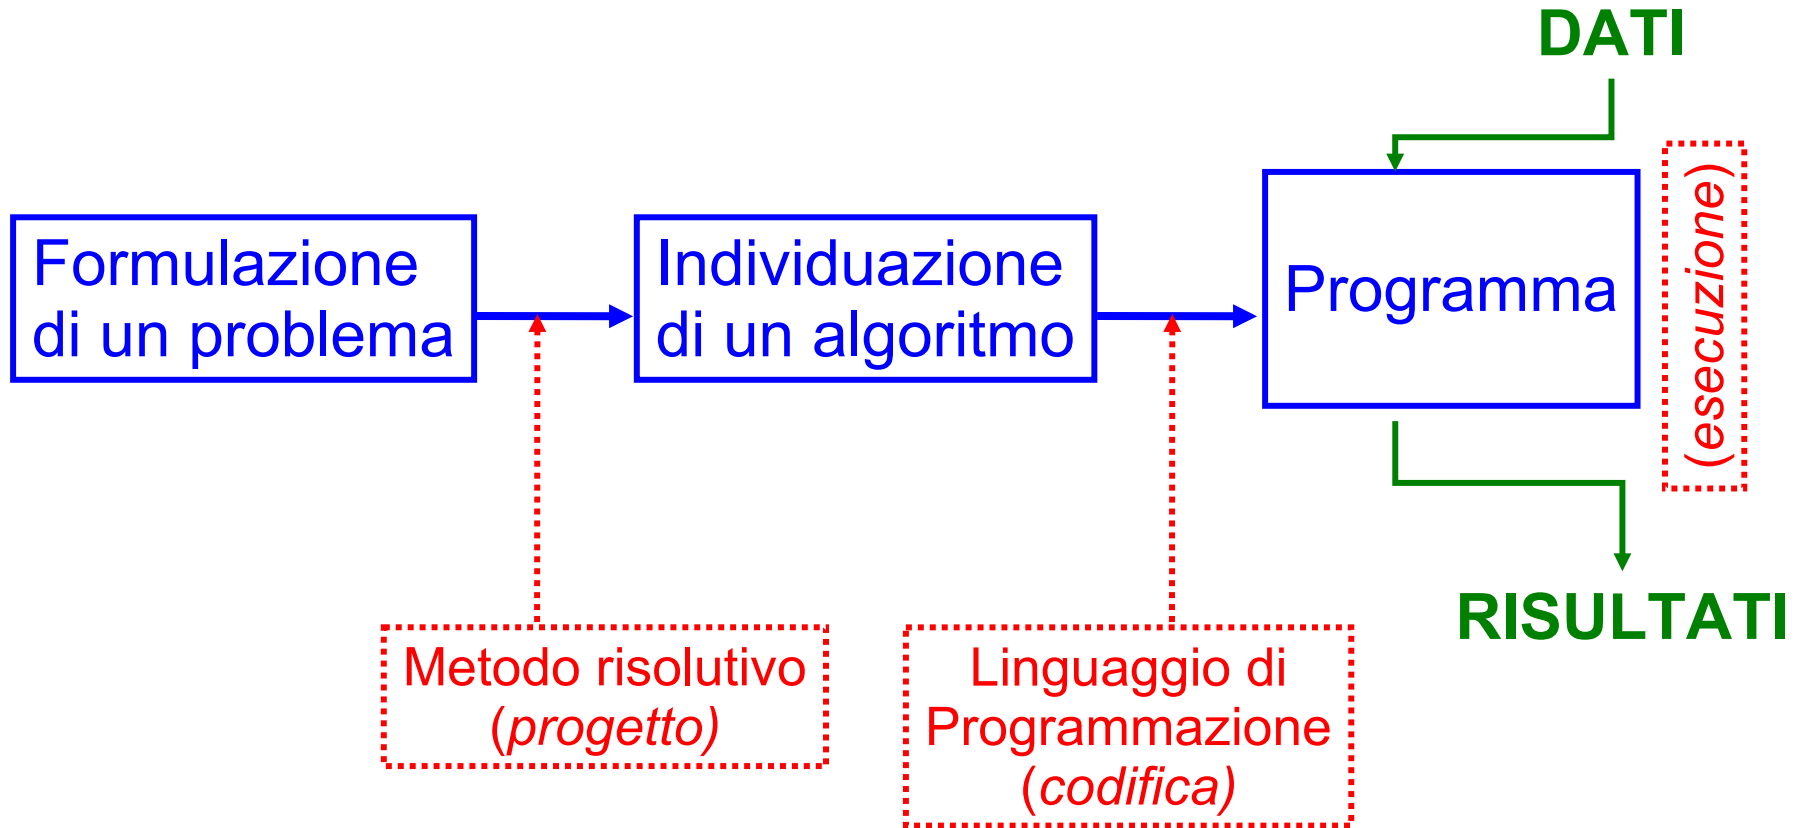 DATI
Formulazione
di un problema
Individuazione
di un algoritmo
Programma
(esecuzione)
RISULTATI
Metodo risolutivo
(progetto)
Linguaggio di
Programmazione
(codifica)